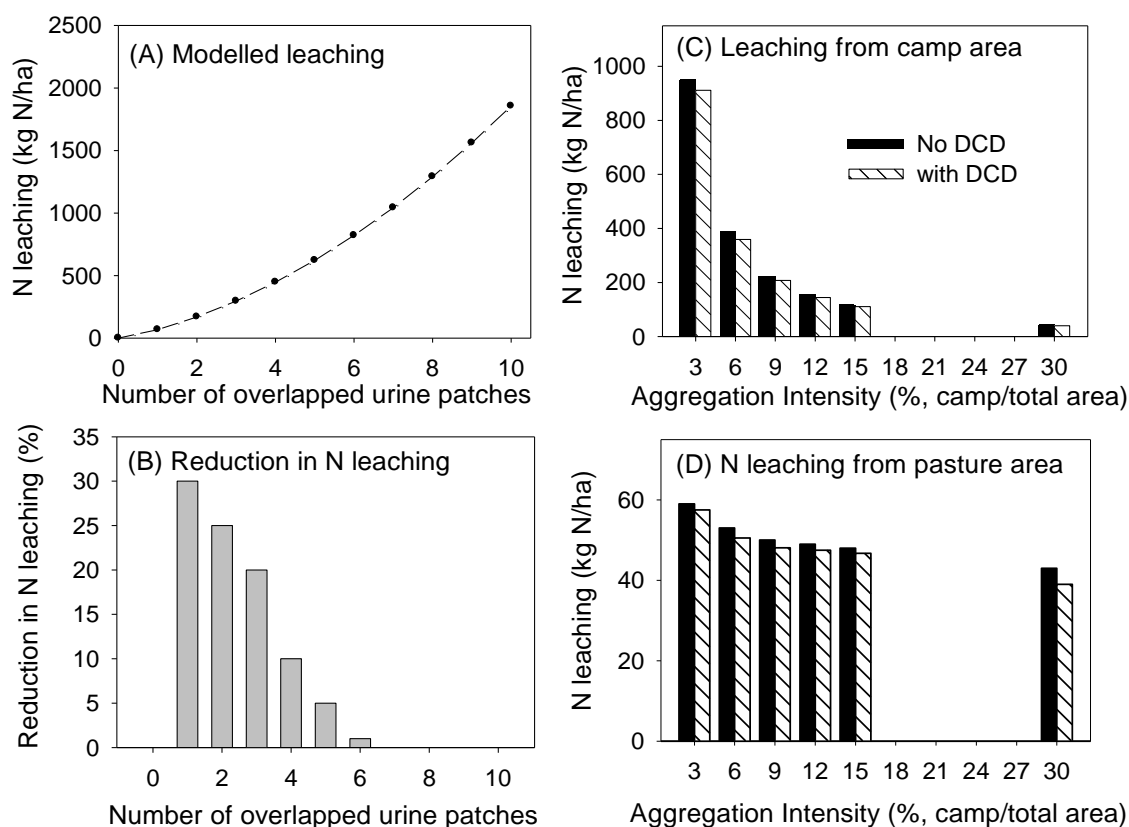 (A) Modelled leaching
N leaching (kg N/ha)
2500
2000
1500
1000
500
0
0 2 4 6 8 10
Number of overlapped urine patches
(C) Leaching from camp area
N leaching (kg N/ha)
1000
800
600
400
200
0
No DCD
with DCD
3 6 9 12 15 18 21 24 27 30
Aggregation Intensity (%, camp/total area)
(B) Reduction in N leaching
Reduction in N leaching (%)
35
30
25
20
15
10
5
0
0 2 4 6 8 10
Number of overlapped urine patches
(D) N leaching from pasture area
N leaching (kg N/ha)
60
40
20
0
3 6 9 12 15 18 21 24 27 30
Aggregation Intensity (%, camp/total area)